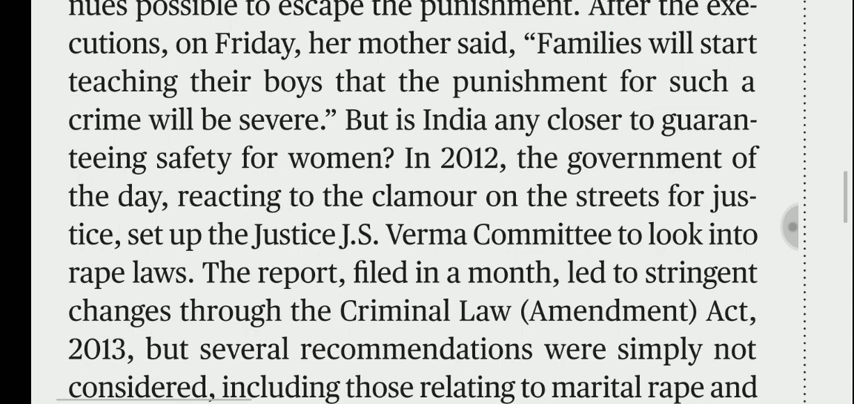 nues possible to escape the punishment. After the exe-
cutions, on Friday, her mother said, “Families will start
teaching their boys that the punishment for such a
crime will be severe.” But is India any closer to guaran-
teeing safety for women? In 2012, the government of
the day, reacting to the clamour on the streets for jus-
tice, set up the Justice J.S. Verma Committee to look into
rape laws. The report, filed in a month, led to stringent
changes through the Criminal Law (Amendment) Act,
2013, but several recommendations were simply not
considered, including those relating to marital rape and